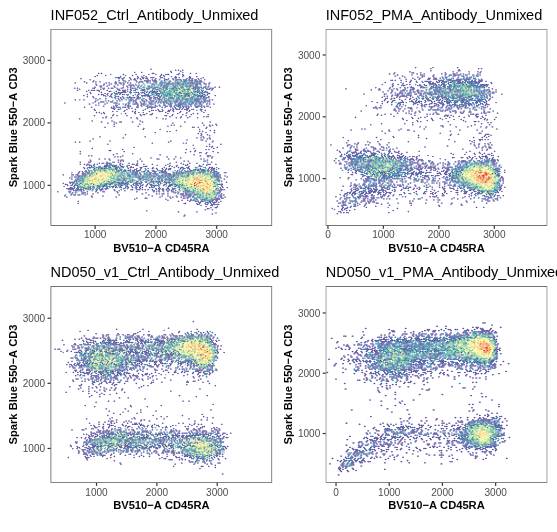 INF052_Ctrl_Antibody_Unmixed
INF052_PMA_Antibody_Unmixed
Spark Blue 550−A CD3
3000
2000
1000
1000
2000
3000
BV510−A CD45RA
Spark Blue 550−A CD3
3000
2000
1000
0
1000
2000
3000
BV510−A CD45RA
ND050_v1_Ctrl_Antibody_Unmixed
ND050_v1_PMA_Antibody_Unmixe
Spark Blue 550−A CD3
3000
2000
1000
1000
2000
3000
BV510−A CD45RA
Spark Blue 550−A CD3
3000
2000
1000
0
1000
2000
3000
BV510−A CD45RA